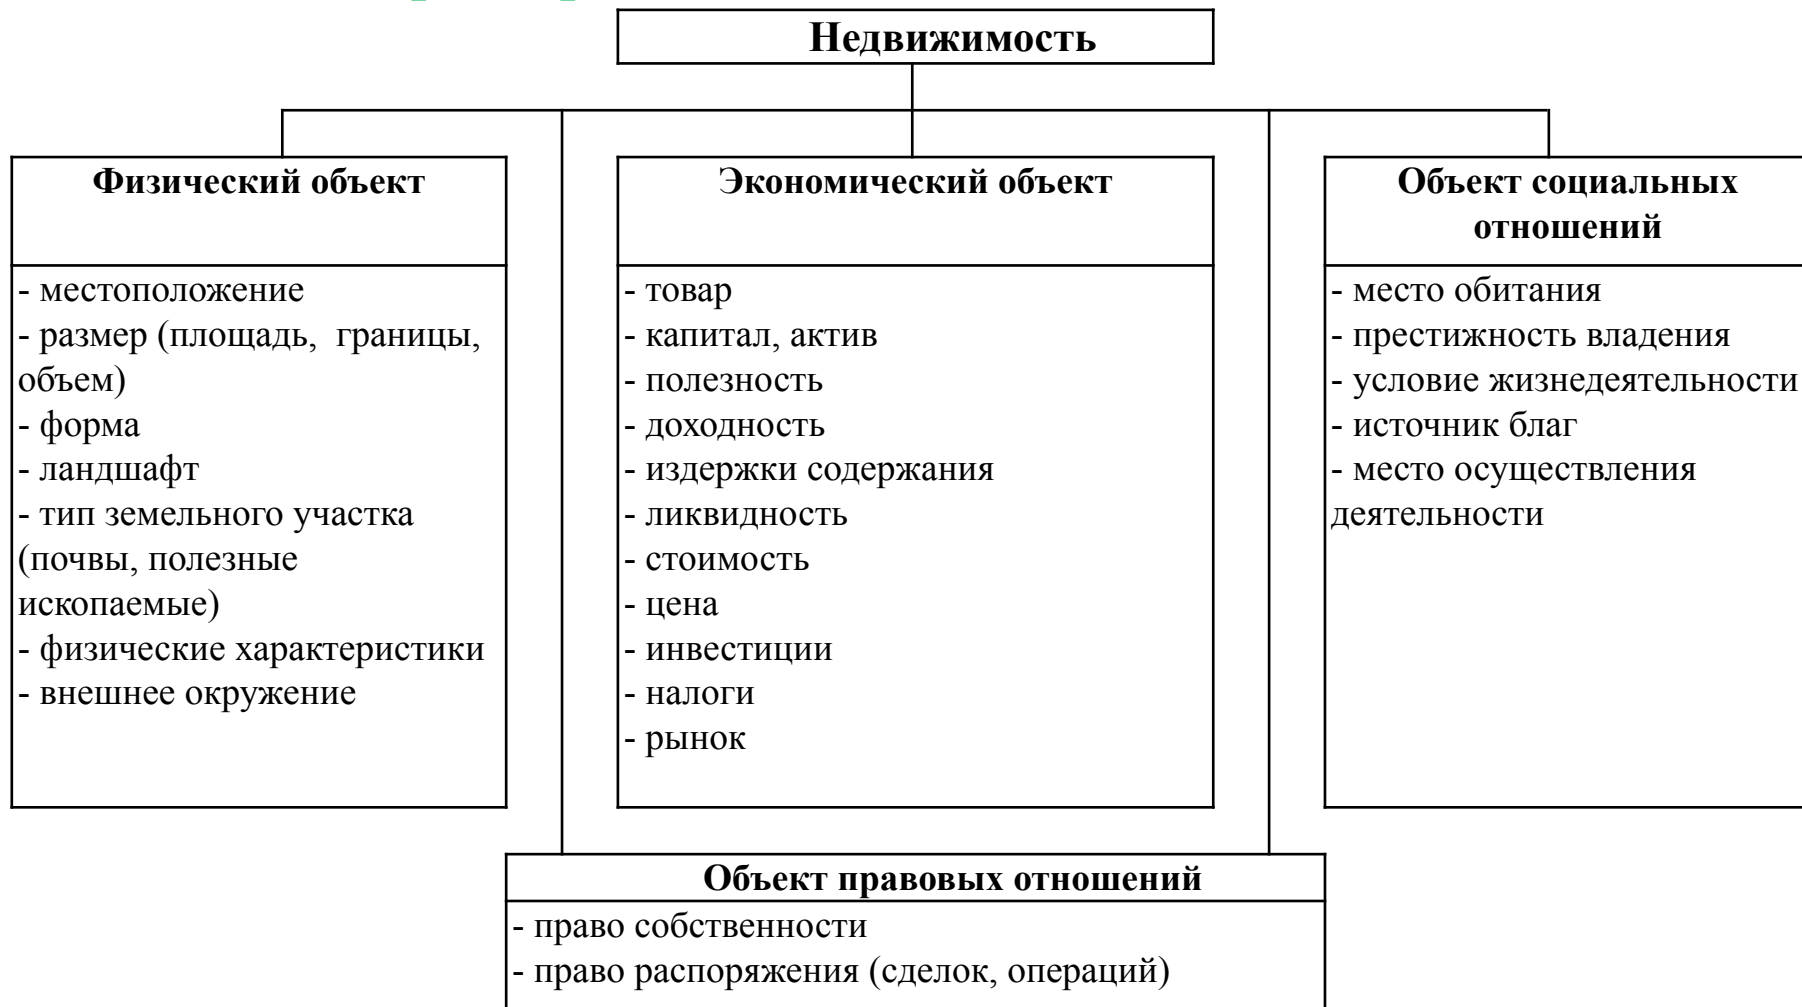 Недвижимость
Физический объект
- местоположение
- размер (площадь, границы,
объем)
- форма
- ландшафт
- тип земельного участка
(почвы, полезные
ископаемые)
- физические характеристики
- внешнее окружение
Экономический объект
- товар
- капитал, актив
- полезность
- доходность
- издержки содержания
- ликвидность
- стоимость
- цена
- инвестиции
- налоги
- рынок
Объект социальных
отношений
- место обитания
- престижность владения
- условие жизнедеятельности
- источник благ
- место осуществления
деятельности
Объект правовых отношений
- право собственности
- право распоряжения (сделок, операций)